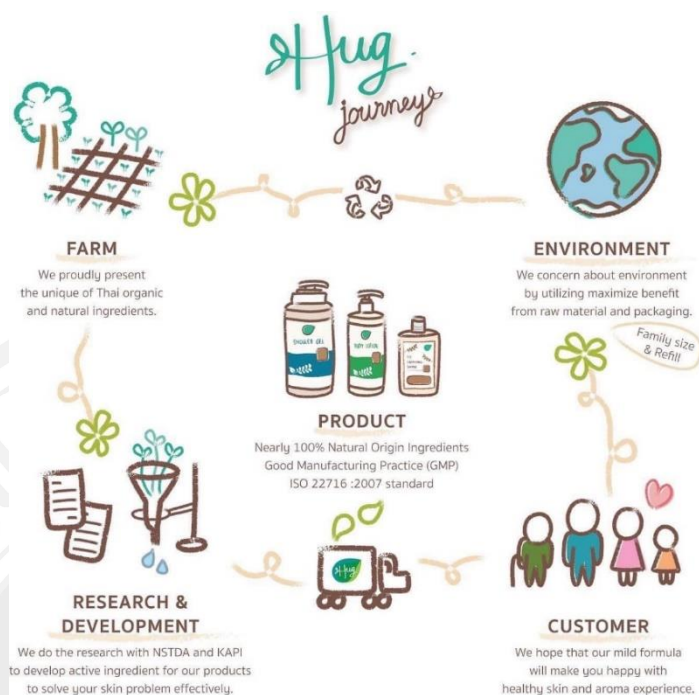 Hug.
journey
FARM
We proudly present
the unique of Thai organic
and natural ingredients.
ENVIRONMENT
We concern about environment
by utilizing maximize benefit
from raw material and packaging.
Family size
& Refill
SHOWER GEL
BODY LOTION
PRODUCT
Nearly 100% Natural Origin Ingredients
Good Manufacturing Practice (GMP)
ISO 22716 :2007 standard
Hug
RESEARCH &
DEVELOPMENT
We do the research with NSTDA and KAPI
to develop active ingredient for our products
to solve your skin problem effectively.
CUSTOMER
We hope that our mild formula
will make you happy with
healthy skin and aroma experience.